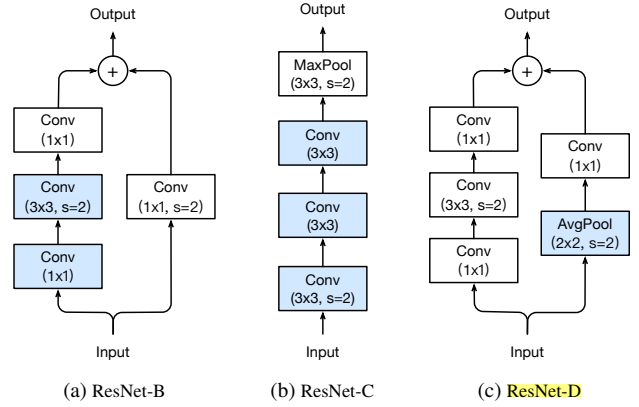 Output
+
Conv
(1x1)
Conv
(3x3, s=2)
Conv
(1x1)
Conv
(1x1, s=2)
Input
(a) ResNet-B
Output
MaxPool
(3x3, s=2)
Conv
(3x3)
Conv
(3x3)
Conv
(3x3, s=2)
Input
(b) ResNet-C
Output
+
Conv
(1x1)
Conv
(3x3, s=2)
Conv
(1x1)
Conv
(1x1)
AvgPool
(2x2, s=2)
Input
(c) ResNet-D